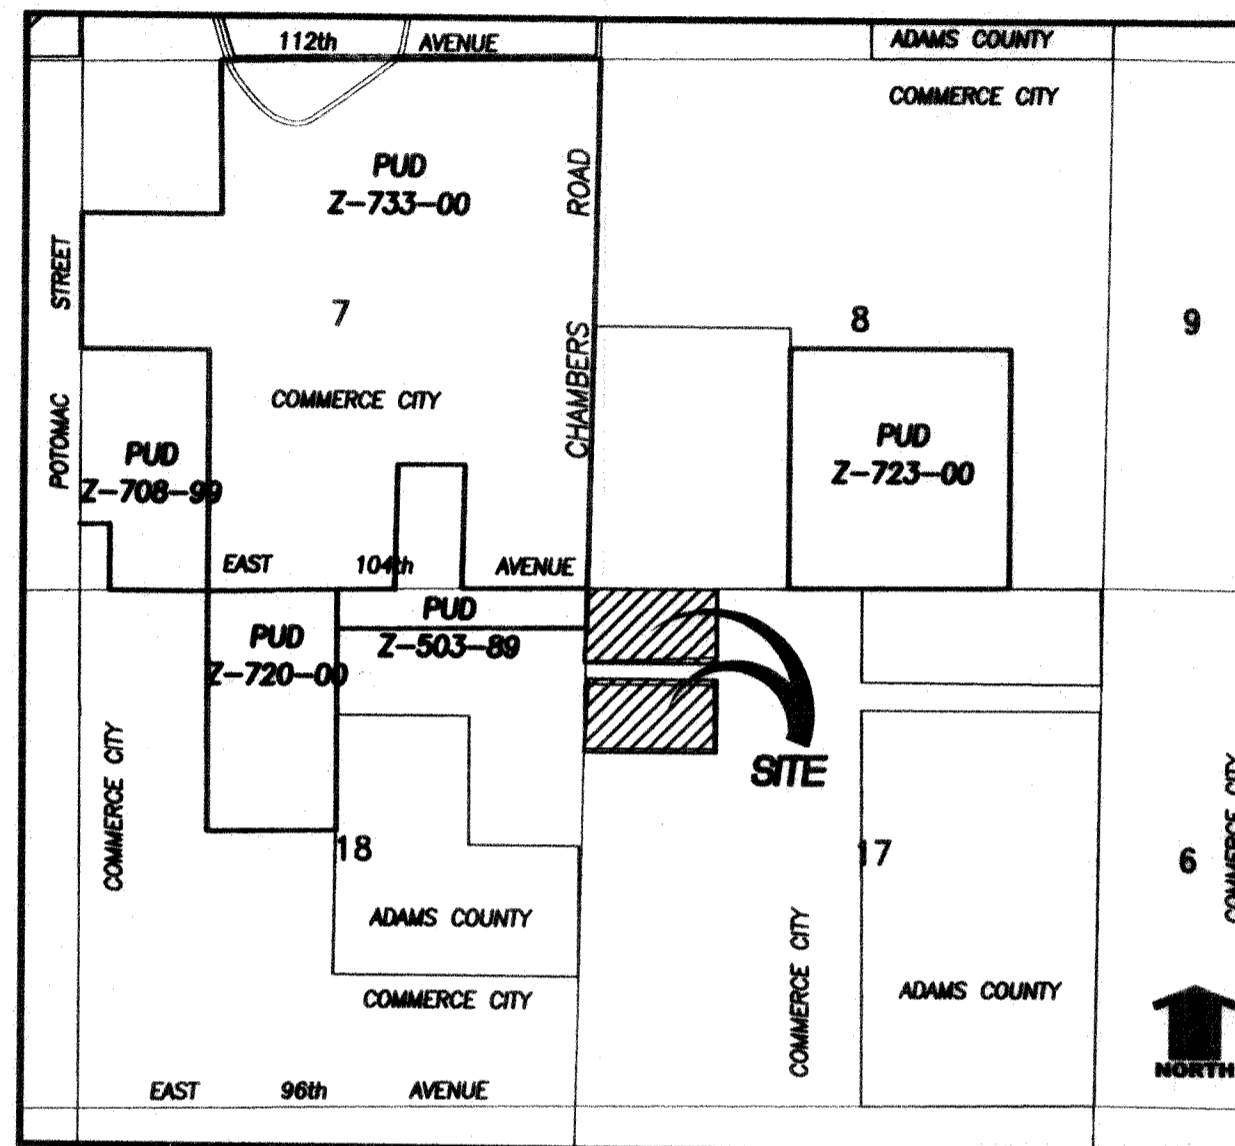 112th AVENUE
ADAMS COUNTY
COMMERCE CITY
PUD
Z-733-00
CHAMBERS ROAD
POTOMAC STREET
7
8
9
COMMERCE CITY
PUD
Z-708-99
PUD
Z-723-00
EAST 104th AVENUE
PUD
Z-503-89
PUD
Z-720-00
SITE
COMMERCE CITY
18
17
6
COMMERCE CITY
ADAMS COUNTY
COMMERCE CITY
COMMERCE CITY
ADAMS COUNTY
NORTH
EAST 96th AVENUE